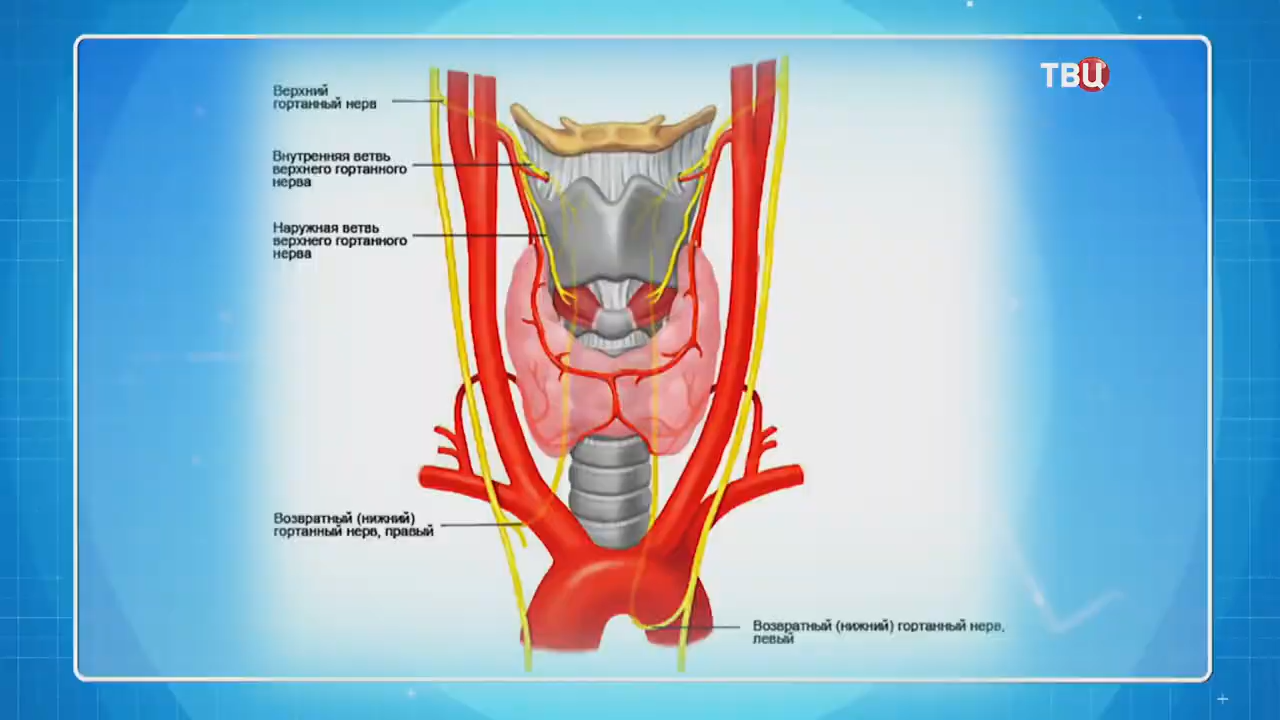 ТВЦ
Верхний
гортанный нерв
Внутренняя ветвь
верхнего гортанного
нерва
Наружная ветвь
верхнего гортанного
нерва
Возвратный (нижний)
гортанный нерв, правый
Возвратный (нижний) гортанный нерв,
левый